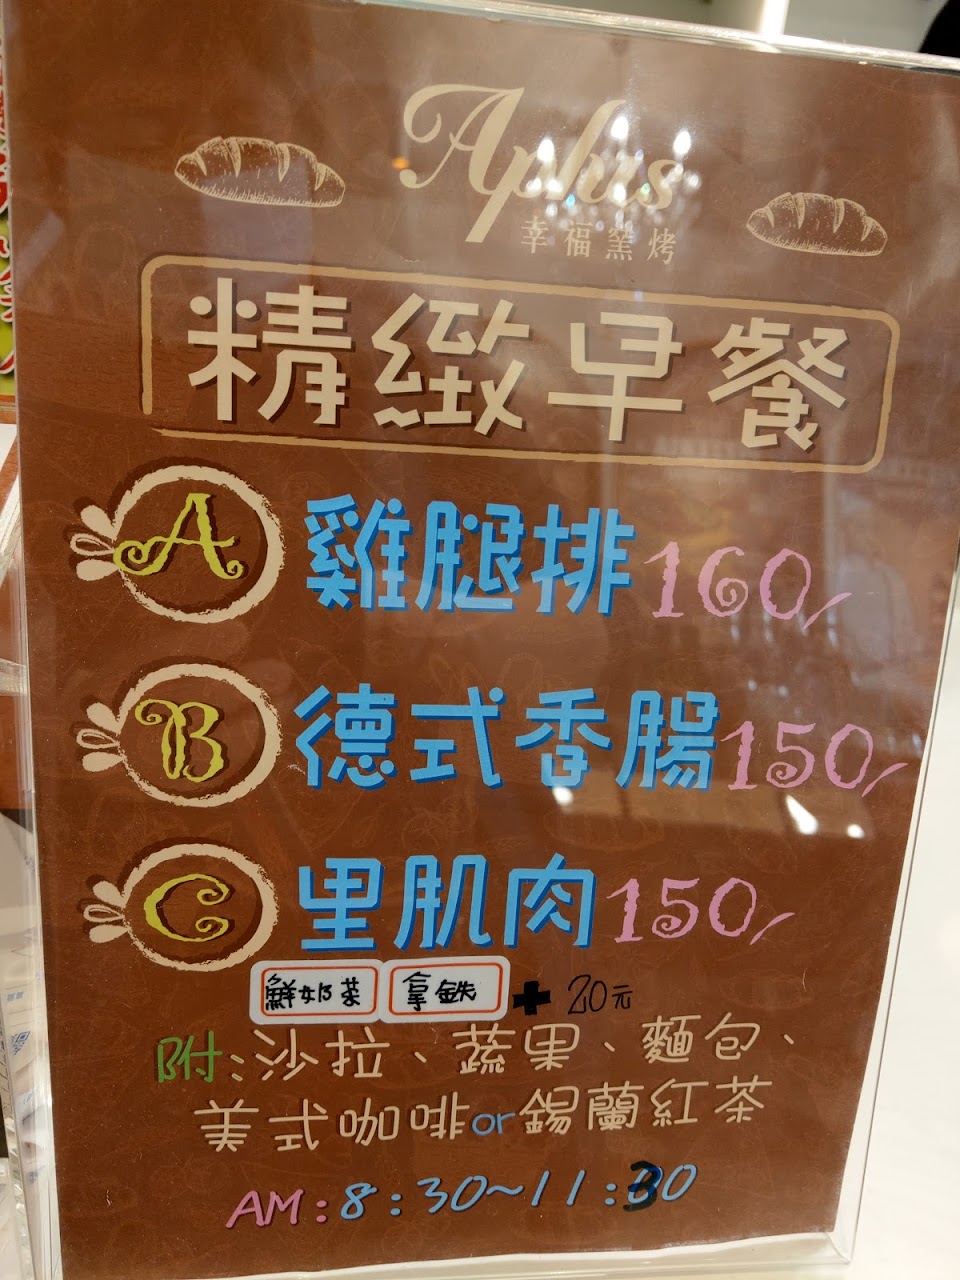 Aplus
幸福窯烤
精緻早餐
A 雞腿排 160/
B 德式香腸 150/
C 里肌肉 150/
鮮奶茶 拿鉄 + 20元
附:沙拉、蔬果、麵包、
美式咖啡or錫蘭紅茶
AM:8:30~11:30